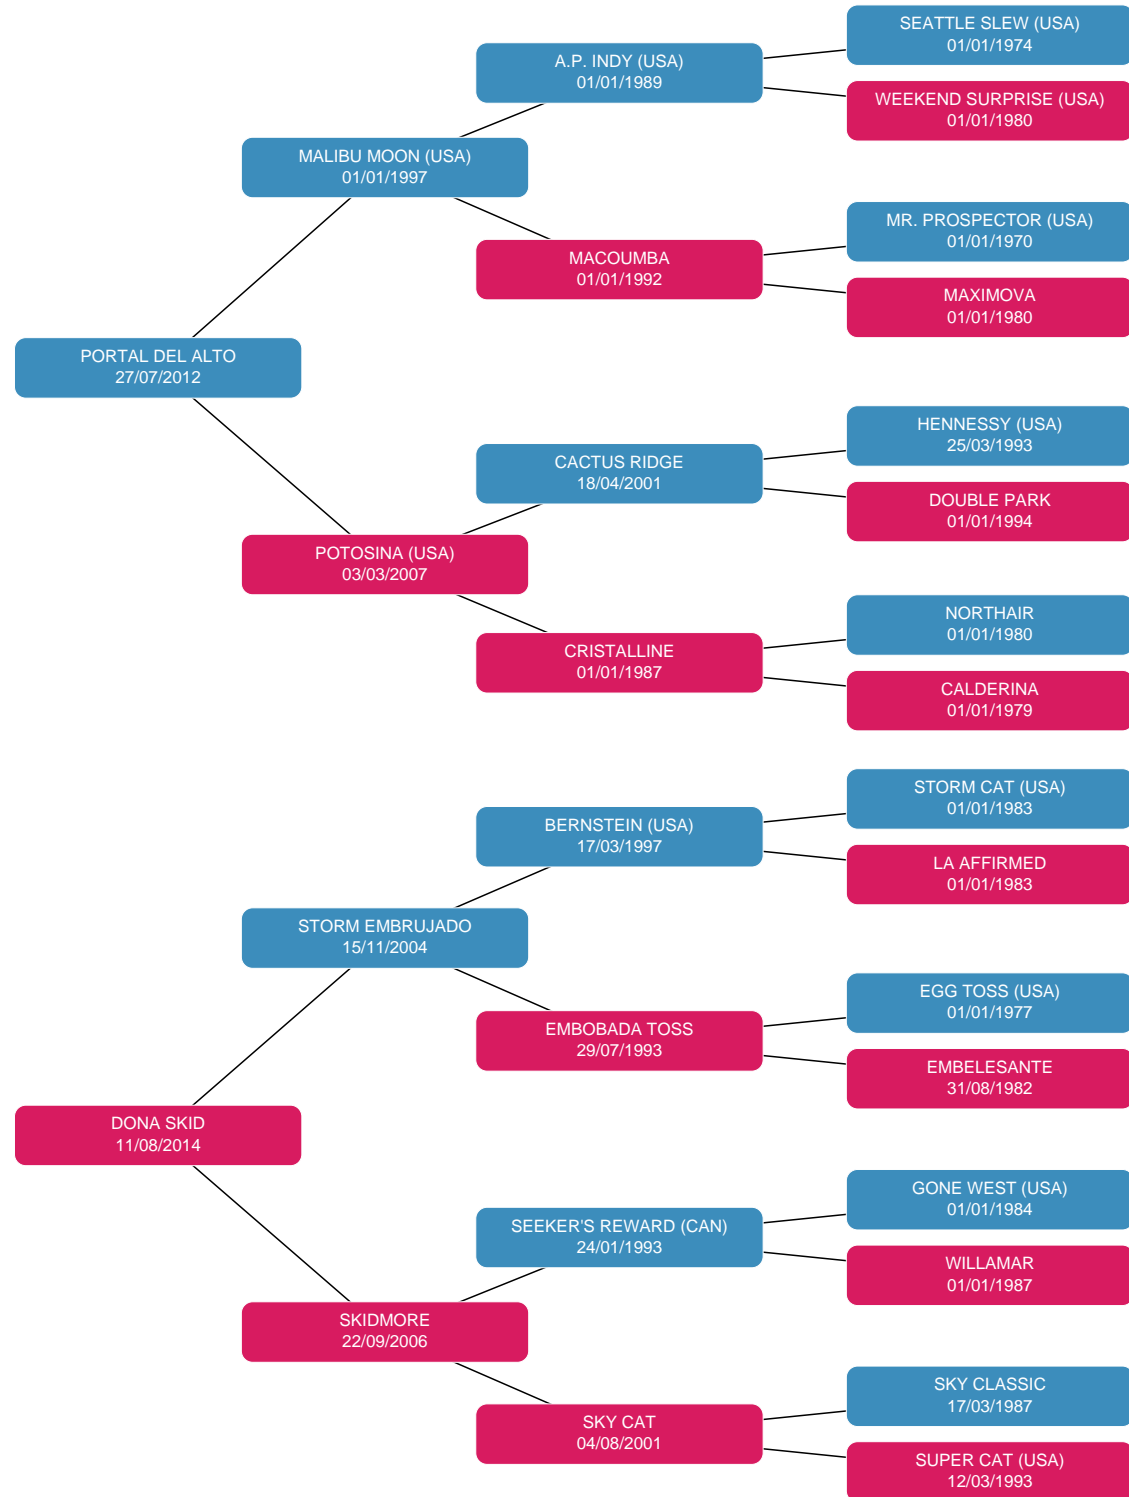 SEATTLE SLEW (USA)
01/01/1974
A.P. INDY (USA)
01/01/1989
WEEKEND SURPRISE (USA)
01/01/1980
MALIBU MOON (USA)
01/01/1997
MR. PROSPECTOR (USA)
01/01/1970
MACOUMBA
01/01/1992
MAXIMOVA
01/01/1980
PORTAL DEL ALTO
27/07/2012
HENNESSY (USA)
25/03/1993
CACTUS RIDGE
18/04/2001
DOUBLE PARK
01/01/1994
POTOSINA (USA)
03/03/2007
NORTHAIR
01/01/1980
CRISTALLINE
01/01/1987
CALDERINA
01/01/1979
STORM CAT (USA)
01/01/1983
BERNSTEIN (USA)
17/03/1997
LA AFFIRMED
01/01/1983
STORM EMBRUJADO
15/11/2004
EGG TOSS (USA)
01/01/1977
EMBOBADA TOSS
29/07/1993
EMBELESANTE
31/08/1982
DONA SKID
11/08/2014
GONE WEST (USA)
01/01/1984
SEEKER'S REWARD (CAN)
24/01/1993
WILLAMAR
01/01/1987
SKIDMORE
22/09/2006
SKY CLASSIC
17/03/1987
SKY CAT
04/08/2001
SUPER CAT (USA)
12/03/1993